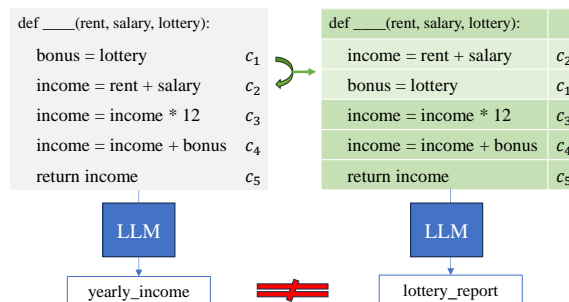 def ____(rent, salary, lottery):
bonus = lottery c₁
income = rent + salary c₂
income = income * 12 c₃
income = income + bonus c₄
return income c₅
LLM
yearly_income
def ____(rent, salary, lottery):
income = rent + salary c₂
bonus = lottery c₁
income = income * 12 c₃
income = income + bonus c₄
return income c₅
LLM
lottery_report